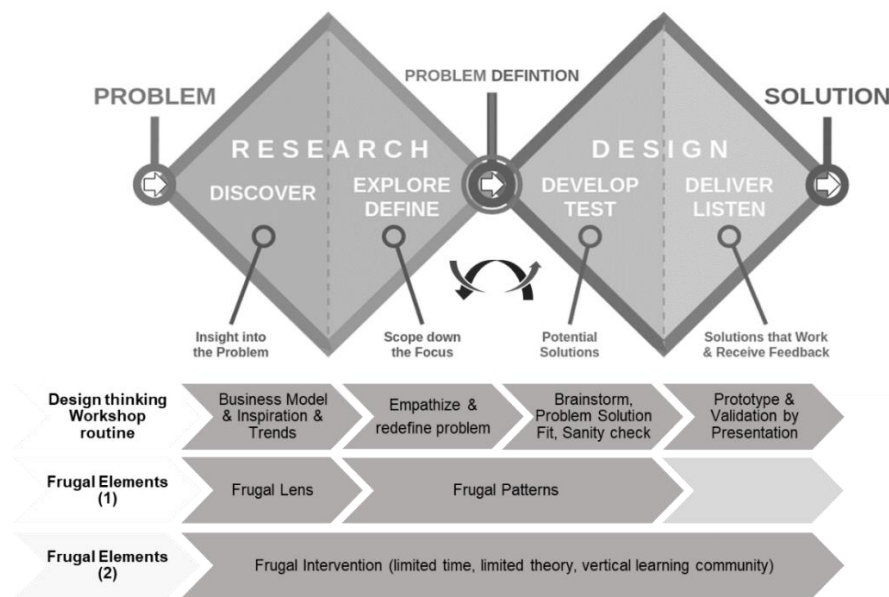 PROBLEM
PROBLEM DEFINTION
SOLUTION
RESEARCH
DESIGN
DISCOVER
EXPLORE
DEFINE
DEVELOP
TEST
DELIVER
LISTEN
Insight into
the Problem
Scope down
the Focus
Potential
Solutions
Solutions that Work
& Receive Feedback
Design thinking
Workshop
routine
Business Model
& Inspiration &
Trends
Empathize &
redefine problem
Brainstorm,
Problem Solution
Fit, Sanity check
Prototype &
Validation by
Presentation
Frugal Elements
(1)
Frugal Lens
Frugal Patterns
Frugal Elements
(2)
Frugal Intervention (limited time, limited theory, vertical learning community)